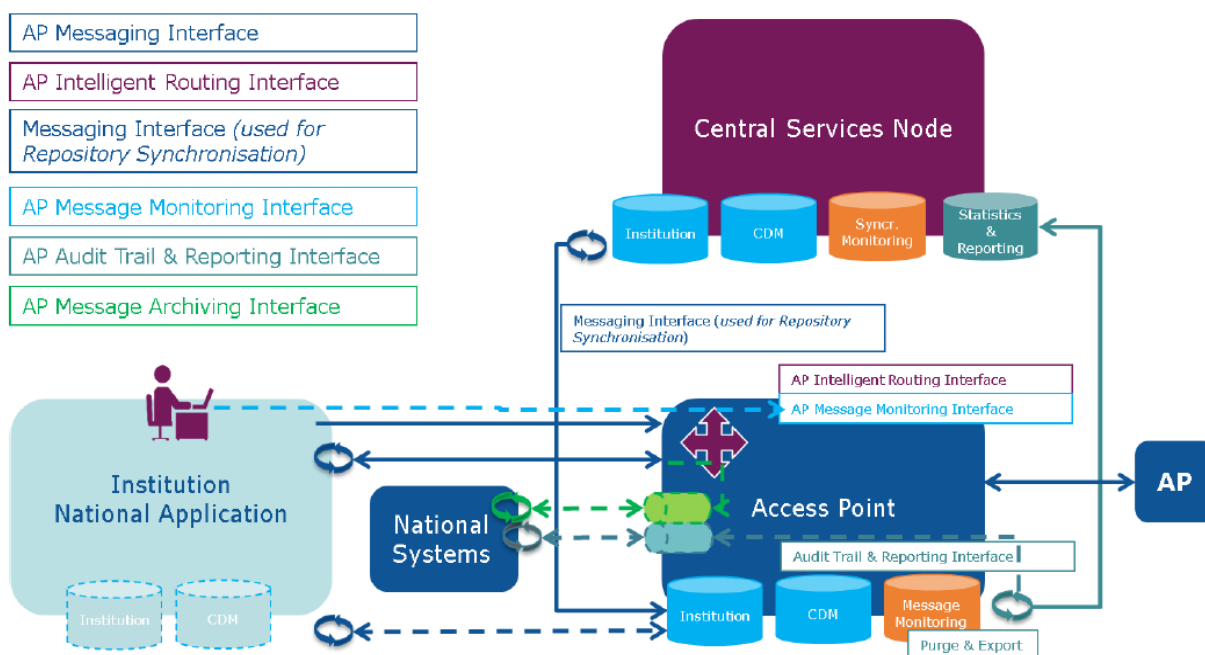 AP Messaging Interface
AP Intelligent Routing Interface
Messaging Interface (used for
Repository Synchronisation)
AP Message Monitoring Interface
AP Audit Trail & Reporting Interface
AP Message Archiving Interface
Central Services Node
Institution
CDM
Syncr.
Monitoring
Statistics
&
Reporting
Messaging Interface (used for Repository
Synchronisation)
AP Intelligent Routing Interface
AP Message Monitoring Interface
Institution
National Application
National
Systems
Access Point
AP
Audit Trail & Reporting Interface
Institution
CDM
Institution
CDM
Message
Monitoring
Purge & Export